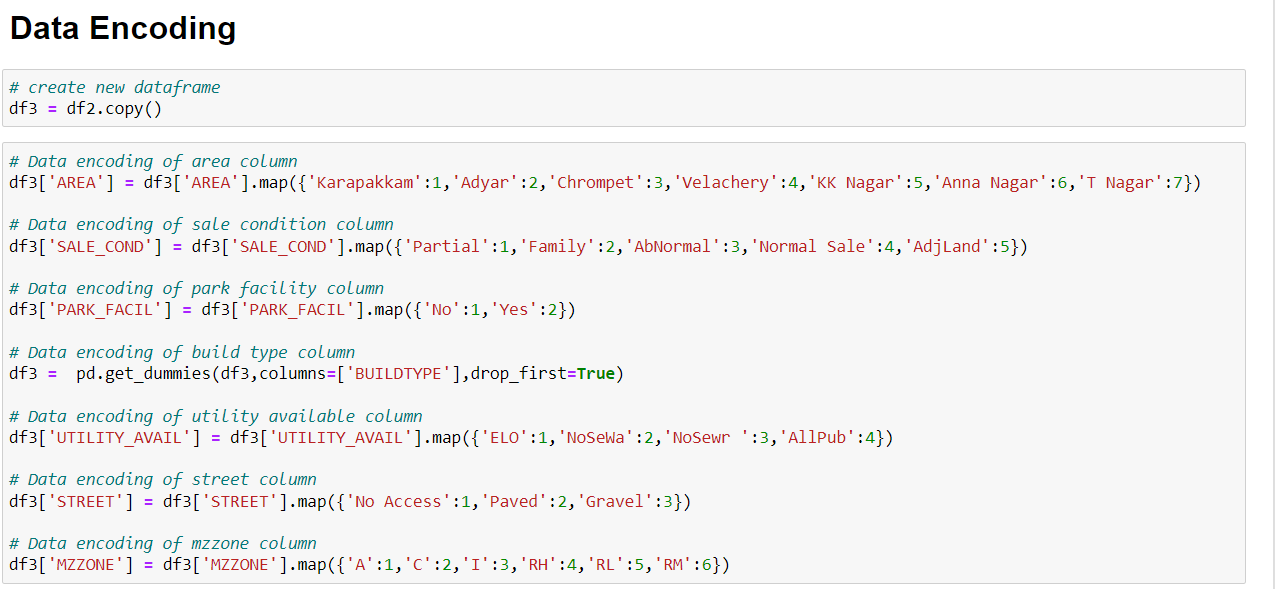 Data Encoding
# create new dataframe
df3 = df2.copy()
# Data encoding of area column
df3['AREA'] = df3['AREA'].map({'Karapakkam':1,'Adyar':2,'Chrompet':3,'Velachery':4,'KK Nagar':5,'Anna Nagar':6,'T Nagar':7})
# Data encoding of sale condition column
df3['SALE_COND'] = df3['SALE_COND'].map({'Partial':1,'Family':2,'AbNormal':3,'Normal Sale':4,'AdjLand':5})
# Data encoding of park facility column
df3['PARK_FACIL'] = df3['PARK_FACIL'].map({'No':1,'Yes':2})
# Data encoding of build type column
df3 =  pd.get_dummies(df3,columns=['BUILDTYPE'],drop_first=True)
# Data encoding of utility available column
df3['UTILITY_AVAIL'] = df3['UTILITY_AVAIL'].map({'ELO':1,'NoSeWa':2,'NoSewr ':3,'AllPub':4})
# Data encoding of street column
df3['STREET'] = df3['STREET'].map({'No Access':1,'Paved':2,'Gravel':3})
# Data encoding of mzzone column
df3['MZZONE'] = df3['MZZONE'].map({'A':1,'C':2,'I':3,'RH':4,'RL':5,'RM':6})